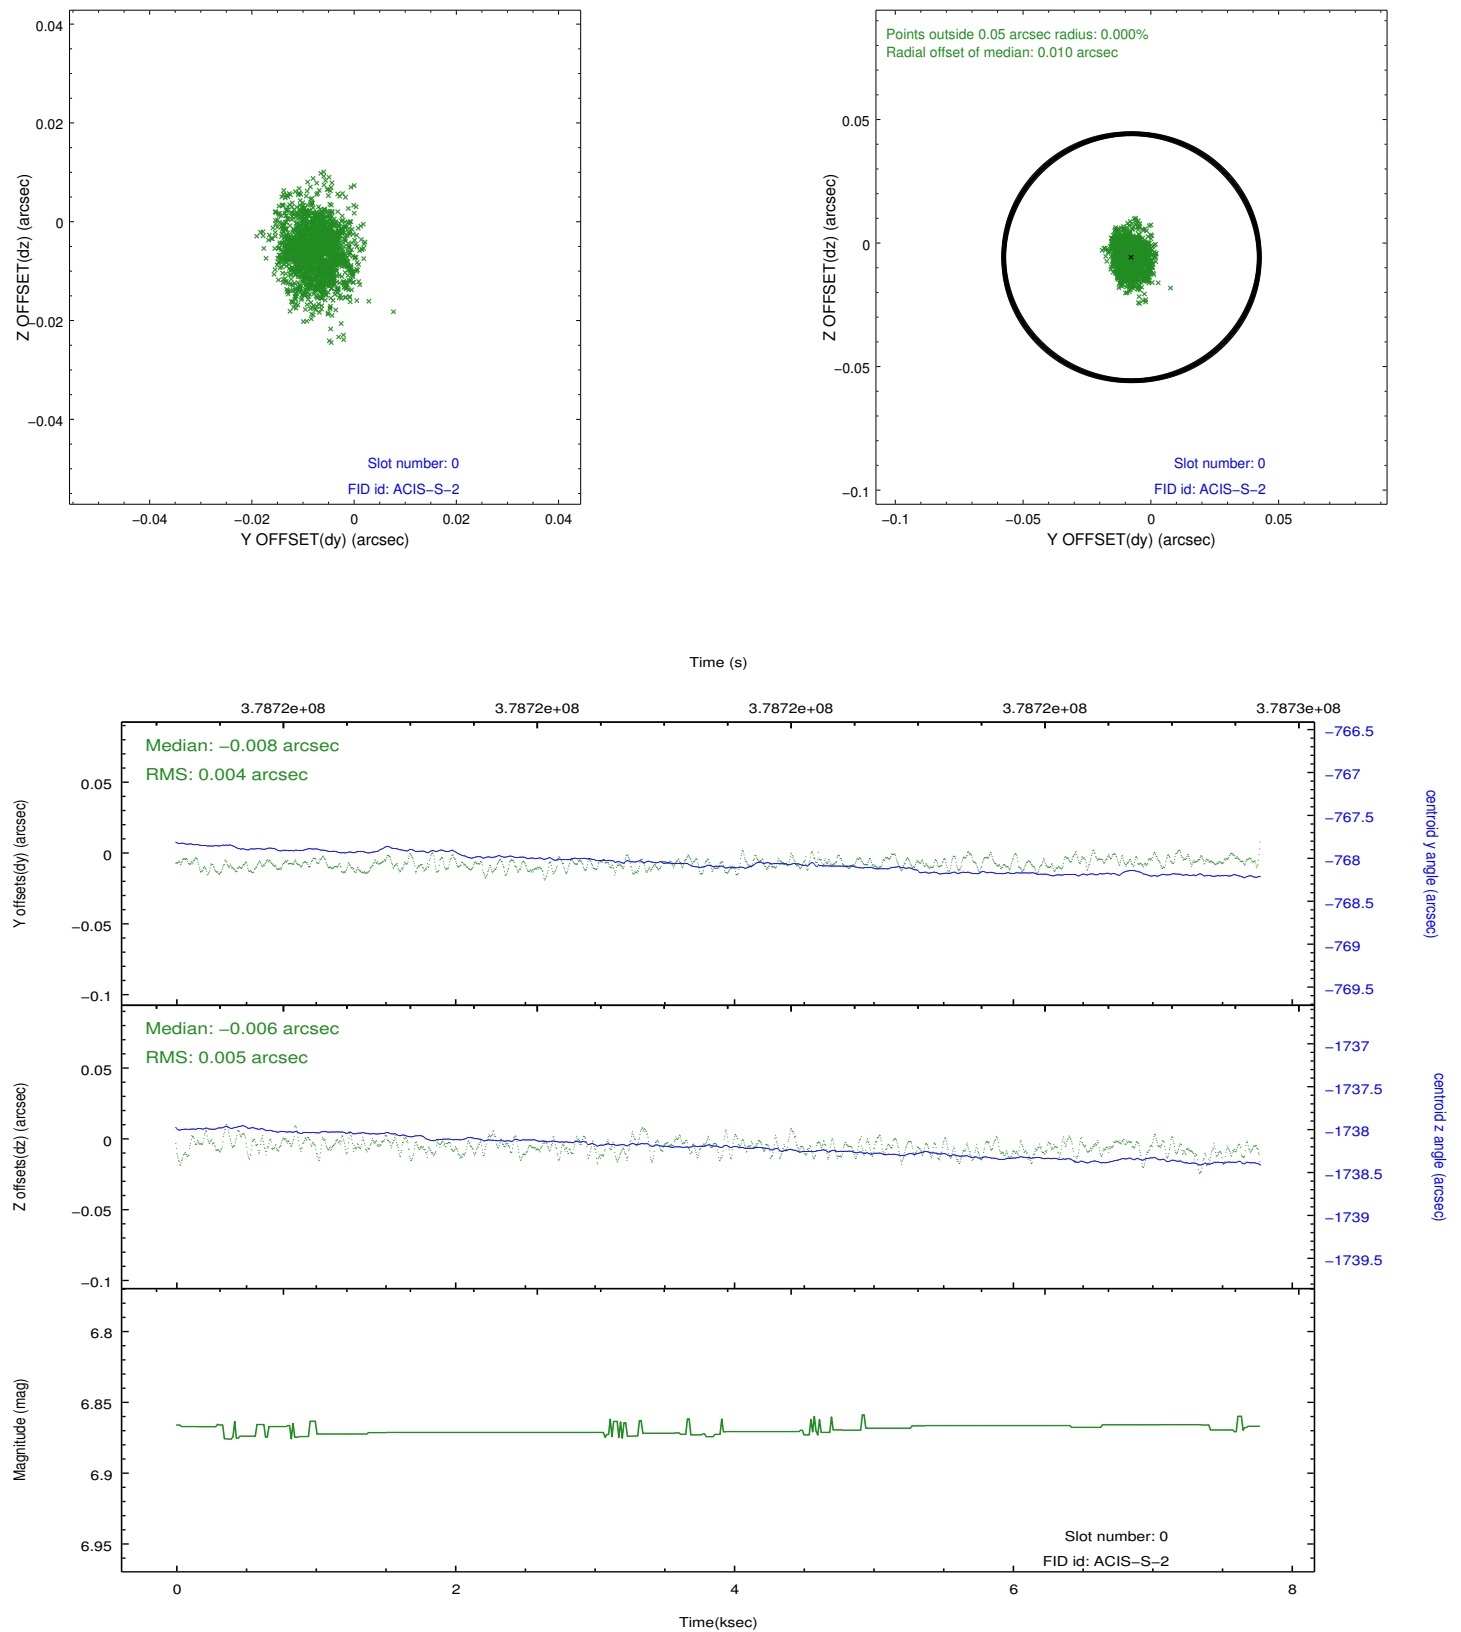 0.04
0.02
0
−0.02
−0.04
Z OFFSET(dz) (arcsec)
Slot number: 0
FID id: ACIS−S−2
−0.04
−0.02
0
0.02
0.04
Y OFFSET(dy) (arcsec)
Points outside 0.05 arcsec radius: 0.000%
Radial offset of median: 0.010 arcsec
0.05
0
−0.05
−0.1
Z OFFSET(dz) (arcsec)
Slot number: 0
FID id: ACIS−S−2
−0.1
−0.05
0
0.05
Y OFFSET(dy) (arcsec)
Time (s)
3.7872e+08
3.7872e+08
3.7872e+08
3.7872e+08
3.7873e+08
Median: −0.008 arcsec
RMS: 0.004 arcsec
0.05
0
−0.05
−0.1
Y offsets(dy) (arcsec)
−766.5
−767
−767.5
−768
−768.5
−769
−769.5
centroid y angle (arcsec)
Median: −0.006 arcsec
RMS: 0.005 arcsec
0.05
0
−0.05
−0.1
Z offsets(dz) (arcsec)
−1737
−1737.5
−1738
−1738.5
−1739
−1739.5
centroid z angle (arcsec)
6.8
6.85
6.9
6.95
Magnitude (mag)
Slot number: 0
FID id: ACIS−S−2
0
2
4
6
8
Time(ksec)